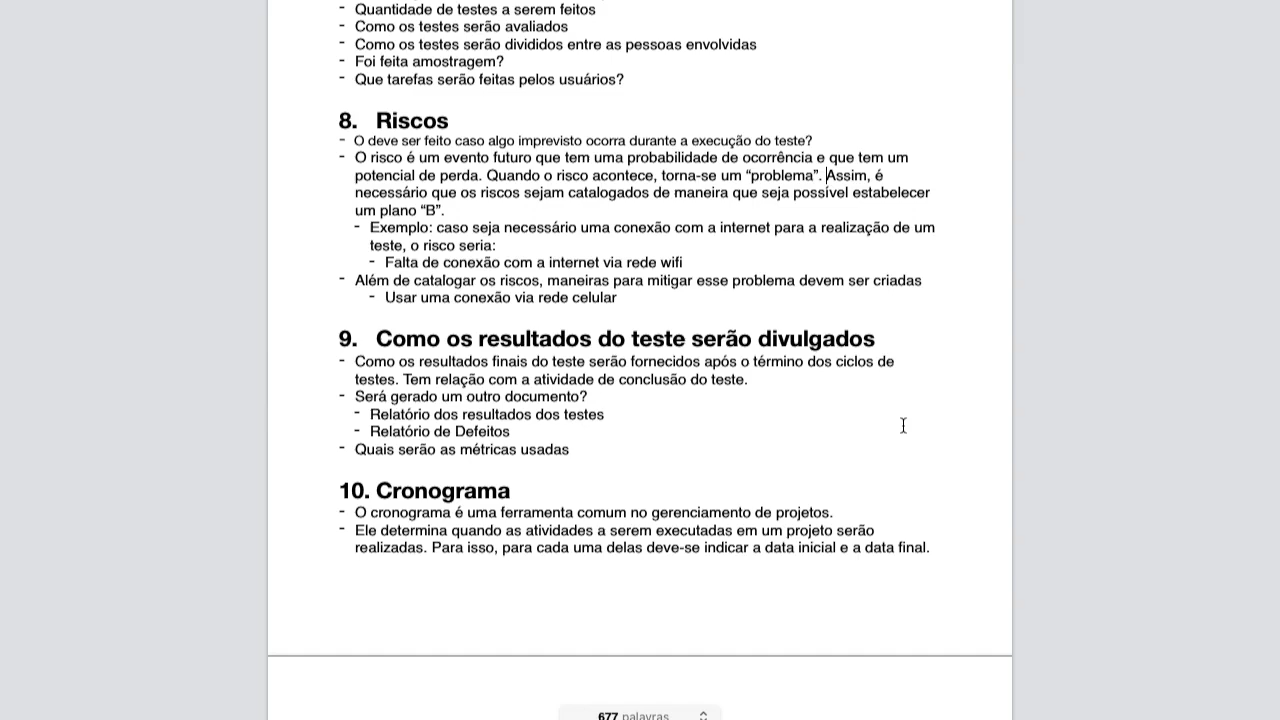 - Quantidade de testes a serem feitos
- Como os testes serão avaliados
- Como os testes serão divididos entre as pessoas envolvidas
- Foi feita amostragem?
- Que tarefas serão feitas pelos usuários?
8. Riscos
- O deve ser feito caso algo imprevisto ocorra durante a execução do teste?
- O risco é um evento futuro que tem uma probabilidade de ocorrência e que tem um
potencial de perda. Quando o risco acontece, torna-se um “problema”. Assim, é
necessário que os riscos sejam catalogados de maneira que seja possível estabelecer
um plano “B”.
- Exemplo: caso seja necessário uma conexão com a internet para a realização de um
teste, o risco seria:
- Falta de conexão com a internet via rede wifi
- Além de catalogar os riscos, maneiras para mitigar esse problema devem ser criadas
- Usar uma conexão via rede celular
9. Como os resultados do teste serão divulgados
- Como os resultados finais do teste serão fornecidos após o término dos ciclos de
testes. Tem relação com a atividade de conclusão do teste.
- Será gerado um outro documento?
- Relatório dos resultados dos testes
- Relatório de Defeitos
- Quais serão as métricas usadas
10. Cronograma
- O cronograma é uma ferramenta comum no gerenciamento de projetos.
- Ele determina quando as atividades a serem executadas em um projeto serão
realizadas. Para isso, para cada uma delas deve-se indicar a data inicial e a data final.
677 palavras